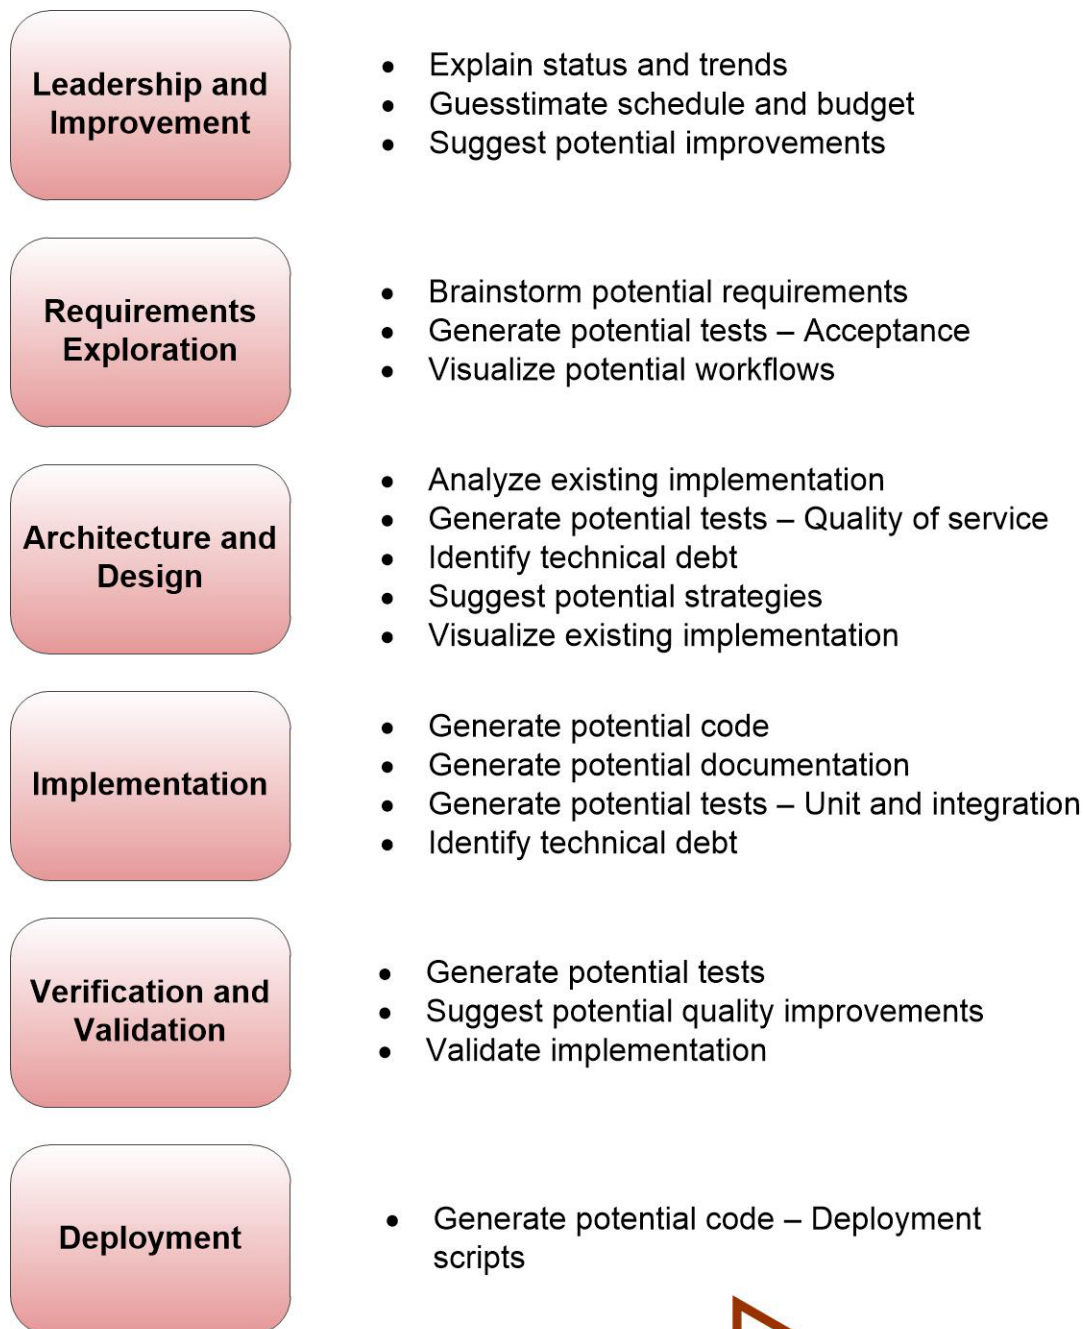 Leadership and
Improvement
• Explain status and trends
• Guesstimate schedule and budget
• Suggest potential improvements
Requirements
Exploration
• Brainstorm potential requirements
• Generate potential tests – Acceptance
• Visualize potential workflows
Architecture and
Design
• Analyze existing implementation
• Generate potential tests – Quality of service
• Identify technical debt
• Suggest potential strategies
• Visualize existing implementation
Implementation
• Generate potential code
• Generate potential documentation
• Generate potential tests – Unit and integration
• Identify technical debt
Verification and
Validation
• Generate potential tests
• Suggest potential quality improvements
• Validate implementation
Deployment
• Generate potential code – Deployment
scripts